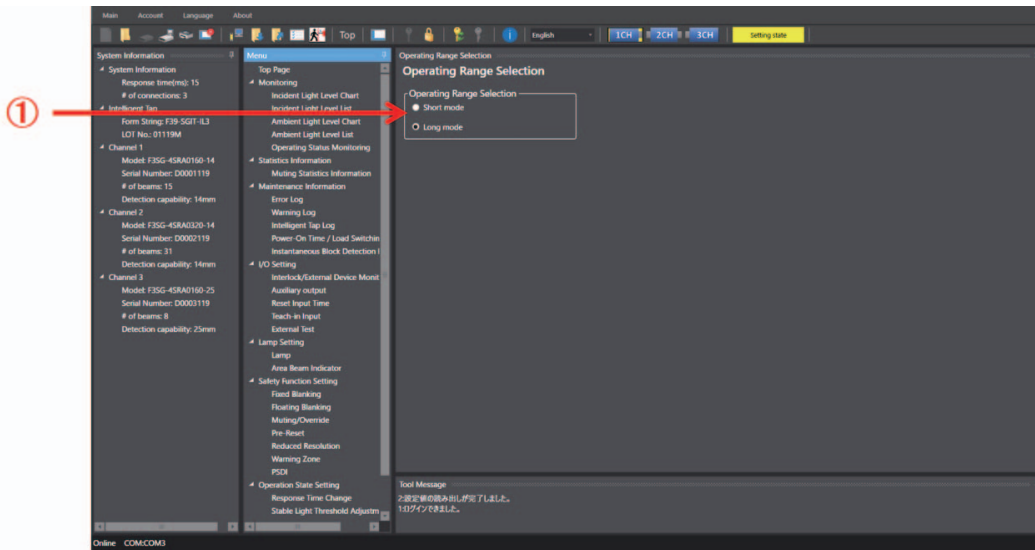 Main Account Language About
Top English 1CH 2CH 3CH Setting state
①
System Information
System Information
Response time(ms): 15
# of connections: 3
Intelligent Tap
Form String: F39-SGIT-IL3
LOT No.: 01119M
Channel 1
Model: F3SG-4SRA0160-14
Serial Number: D0001119
# of beams: 15
Detection capability: 14mm
Channel 2
Model: F3SG-4SRA0320-14
Serial Number: D0002119
# of beams: 31
Detection capability: 14mm
Channel 3
Model: F3SG-4SRA0160-25
Serial Number: D0003119
# of beams: 8
Detection capability: 25mm
Menu
Top Page
Monitoring
Incident Light Level Chart
Incident Light Level List
Ambient Light Level Chart
Ambient Light Level List
Operating Status Monitoring
Statistics Information
Muting Statistics Information
Maintenance Information
Error Log
Warning Log
Intelligent Tap Log
Power-On Time / Load Switchin
Instantaneous Block Detection I
I/O Setting
Interlock/External Device Monit
Auxiliary output
Reset Input Time
Teach-in Input
External Test
Lamp Setting
Lamp
Area Beam Indicator
Safety Function Setting
Fixed Blanking
Floating Blanking
Muting/Override
Pre-Reset
Reduced Resolution
Warning Zone
PSDI
Operation State Setting
Response Time Change
Stable Light Threshold Adjustm
Operating Range Selection
Operating Range Selection
Operating Range Selection
Short mode
Long mode
Tool Message
2:設定値の読み出しが完了しました。
1:ログインできました。
Online COM:COM3